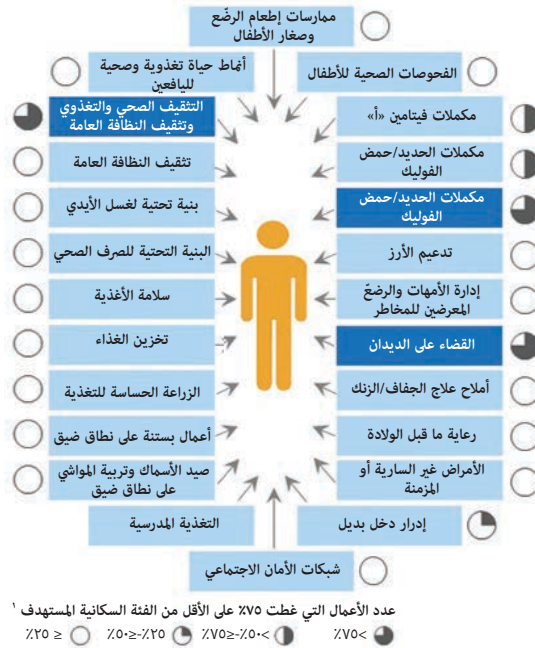 ممارسات إطعام الرضّع
وصغار الأطفال
الفحوصات الصحية للأطفال
أنماط حياة تغذوية وصحية
لليافعين
مكملات فيتامين «أ»
التثقيف الصحي والتغذوي
وتثقيف النظافة العامة
مكملات الحديد/حمض
الفوليك
تثقيف النظافة العامة
مكملات الحديد/حمض
الفوليك
بنية تحتية لغسل الأيدي
تدعيم الأرز
البنية التحتية للصرف الصحي
إدارة الأمهات والرضعّ
المعرضين للمخاطر
سلامة الأغذية
القضاء على الديدان
تخزين الغذاء
أملاح علاج الجفاف/الزنك
الزراعة الحساسة للتغذية
رعاية ما قبل الولادة
أعمال بستنة على نطاق ضيق
الأمراض غير السارية أو
المزمنة
صيد الأسماك وتربية المواشي
على نطاق ضيق
إدرار دخل بديل
التغذية المدرسية
شبكات الأمان الاجتماعي
عدد الأعمال التي غطت ٧٥٪ على الأقل من الفئة السكانية المستهدف ١
>٧٥٪ >٥٠٪-≤٧٥٪ ٢٥٪-≤٥٠٪ ≤ ٢٥٪